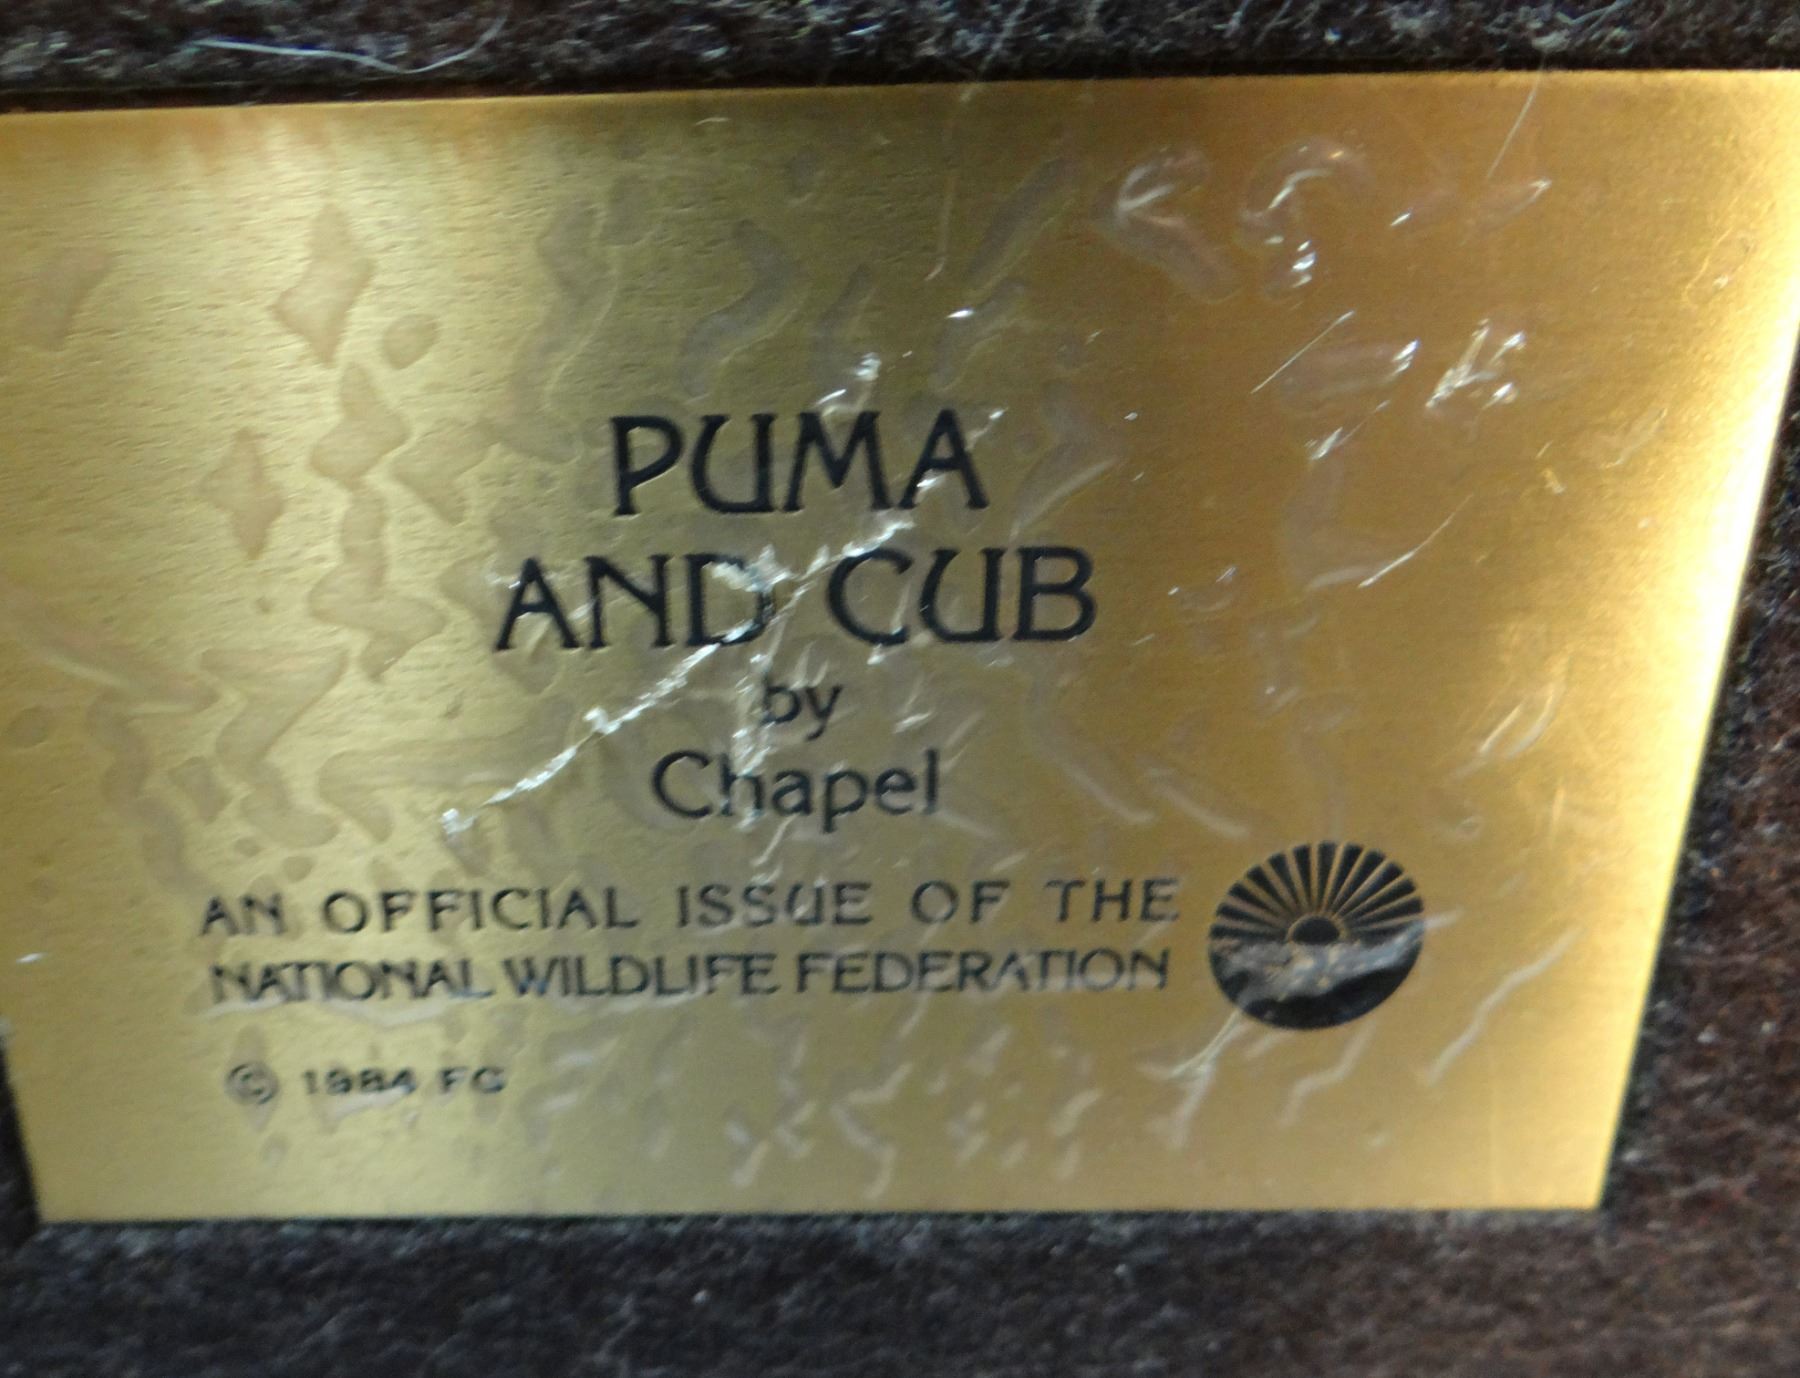 PUMA
AND CUB
by
Chapel
AN OFFICIAL ISSUE OF THE
NATIONAL WILDLIFE FEDERATION
© 1984 FC